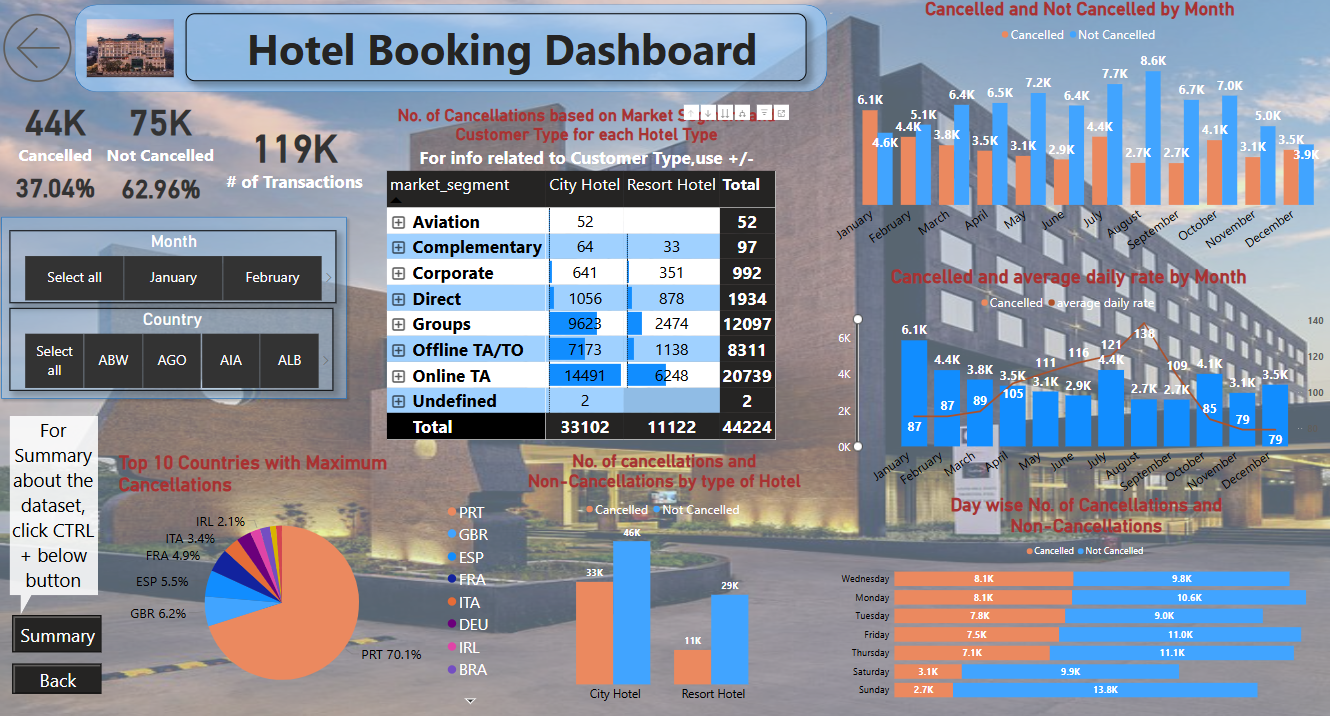 Hotel Booking Dashboard
44K
Cancelled
37.04%
75K
Not Cancelled
62.96%
119K
# of Transactions
Month
Select all January February
Country
Select all ABW AGO AIA ALB
For
Summary
about the
dataset,
click CTRL
+ below
button
Summary
Back
No. of Cancellations based on Market
Customer Type for each Hotel Type
For info related to Customer Type,use +/-
market_segment City Hotel Resort Hotel Total
Aviation 52 52
Complementary 64 33 97
Corporate 641 351 992
Direct 1056 878 1934
Groups 9623 2474 12097
Offline TA/TO 7173 1138 8311
Online TA 14491 6248 20739
Undefined 2 2
Total 33102 11122 44224
Top 10 Countries with Maximum
Cancellations
IRL 2.1%
ITA 3.4%
FRA 4.9%
ESP 5.5%
GBR 6.2%
PRT 70.1%
PRT
GBR
ESP
FRA
ITA
DEU
IRL
BRA
No. of cancellations and
Non-Cancellations by type of Hotel
Cancelled Not Cancelled
33K 46K 11K 29K
City Hotel Resort Hotel
Cancelled and Not Cancelled by Month
Cancelled Not Cancelled
6.1K 4.6K 4.4K 5.1K 3.8K 6.4K 3.5K 6.5K 3.1K 7.2K 2.9K 6.4K 4.4K 7.7K 2.7K 8.6K 2.7K 6.7K 4.1K 7.0K 3.1K 5.0K 3.5K 3.9K
January February March April May June July August September October November December
Cancelled and average daily rate by Month
Cancelled average daily rate
6K
4K
2K
0K
140
120
100
6.1K 4.4K 3.8K 3.5K 3.1K 2.9K 4.4K 2.7K 2.7K 4.1K 3.1K 3.5K
87 87 89 105 111 116 121 138 109 85 79 79
January February March April May June July August September October November December
Day wise No. of Cancellations and
Non-Cancellations
Cancelled Not Cancelled
Wednesday 8.1K 9.8K
Monday 8.1K 10.6K
Tuesday 7.8K 9.0K
Friday 7.5K 11.0K
Thursday 7.1K 11.1K
Saturday 3.1K 9.9K
Sunday 2.7K 13.8K